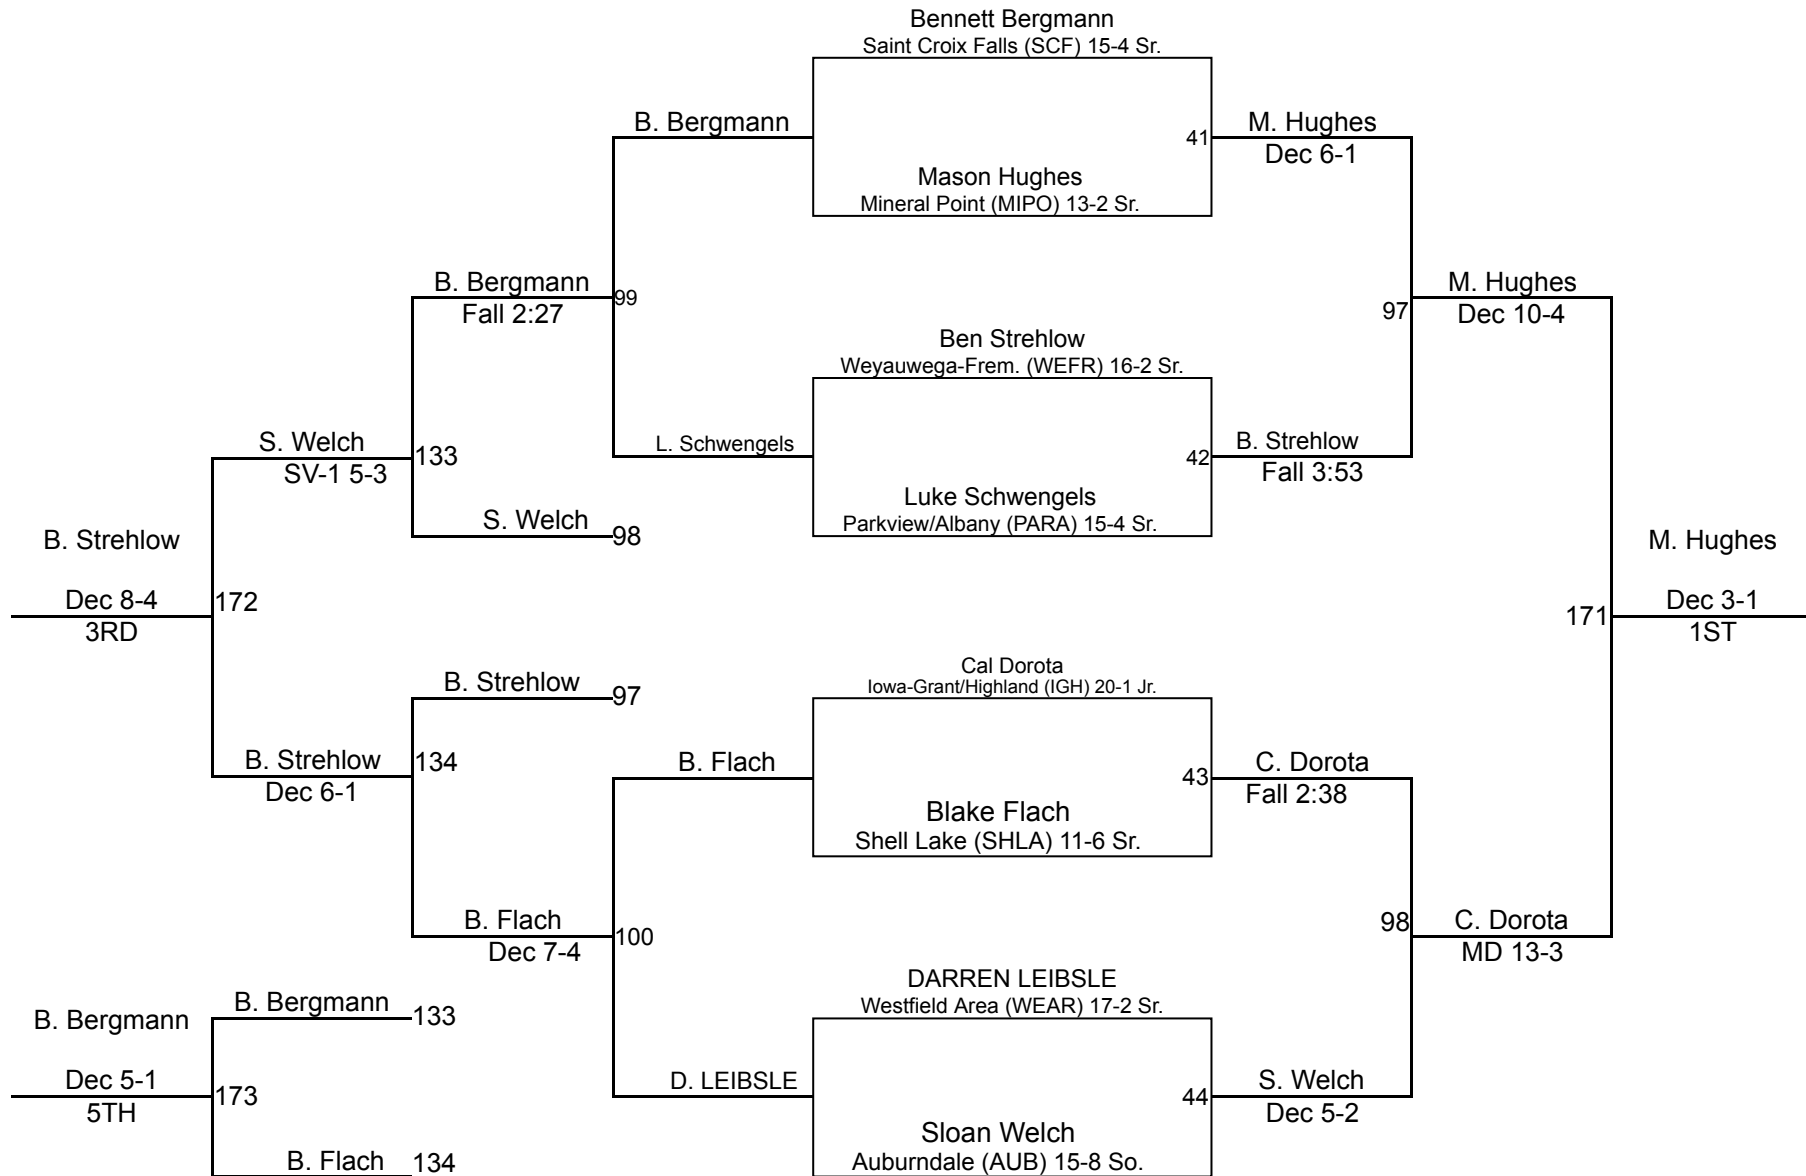 Bennett Bergmann
Saint Croix Falls (SCF) 15-4 Sr.
B. Bergmann
41
M. Hughes
Dec 6-1
Mason Hughes
Mineral Point (MIPO) 13-2 Sr.
B. Bergmann
Fall 2:27
99
97
M. Hughes
Dec 10-4
Ben Strehlow
Weyauwega-Frem. (WEFR) 16-2 Sr.
S. Welch
SV-1 5-3
133
L. Schwengels
42
B. Strehlow
Fall 3:53
Luke Schwengels
Parkview/Albany (PARA) 15-4 Sr.
S. Welch
98
B. Strehlow
Dec 8-4
3RD
172
M. Hughes
171
Dec 3-1
1ST
Cal Dorota
Iowa-Grant/Highland (IGH) 20-1 Jr.
B. Strehlow
97
B. Strehlow
Dec 6-1
134
B. Flach
43
C. Dorota
Fall 2:38
Blake Flach
Shell Lake (SHLA) 11-6 Sr.
B. Flach
Dec 7-4
100
98
C. Dorota
MD 13-3
DARREN LEIBSLE
Westfield Area (WEAR) 17-2 Sr.
B. Bergmann
133
B. Bergmann
Dec 5-1
5TH
173
D. LEIBSLE
44
S. Welch
Dec 5-2
Sloan Welch
Auburndale (AUB) 15-8 So.
B. Flach
134